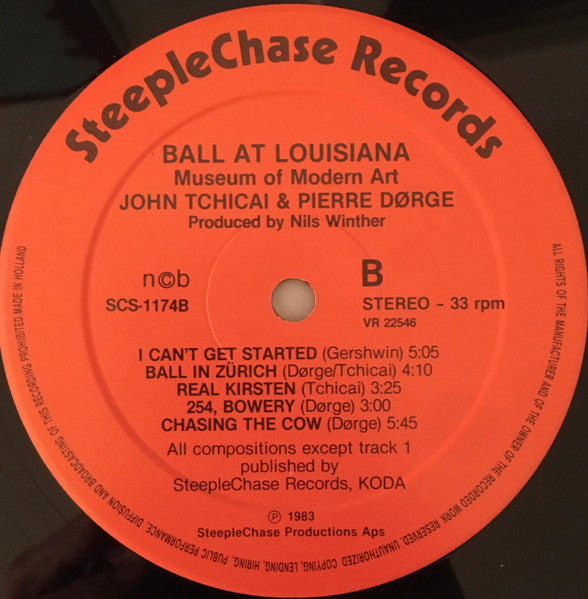 SteepleChase Records
BALL AT LOUISIANA
Museum of Modern Art
JOHN TCHICAI & PIERRE DØRGE
Produced by Nils Winther
n©b
B
SCS-1174B
STEREO - 33 rpm
VR 22546
I CAN'T GET STARTED (Gershwin) 5:05
BALL IN ZÜRICH (Dørge/Tchicai) 4:10
REAL KIRSTEN (Tchicai) 3:25
254, BOWERY (Dørge) 3:00
CHASING THE COW (Dørge) 5:45
All compositions except track 1
published by
SteepleChase Records, KODA
℗ 1983
SteepleChase Productions Aps
ALL RIGHTS OF THE MANUFACTURER AND OF THE OWNER OF THE RECORDED WORK RESERVED, UNAUTHORIZED COPYING, LENDING, HIRING, PUBLIC PERFORMANCE, DIFFUSION AND BROADCASTING OF THIS RECORDING PROHIBITED.MADE IN HOLLAND